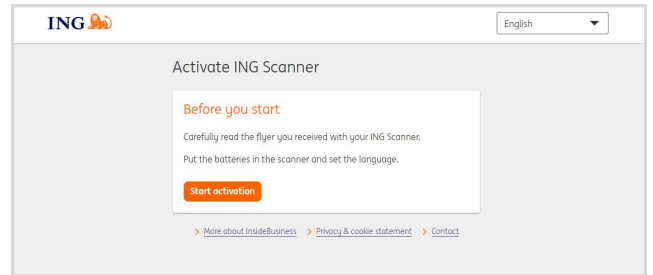 ING
English
Activate ING Scanner
Before you start
Carefully read the flyer you received with your ING Scanner.
Put the batteries in the scanner and set the language.
Start activation
More about InsideBusiness Privacy & cookie statement Contact